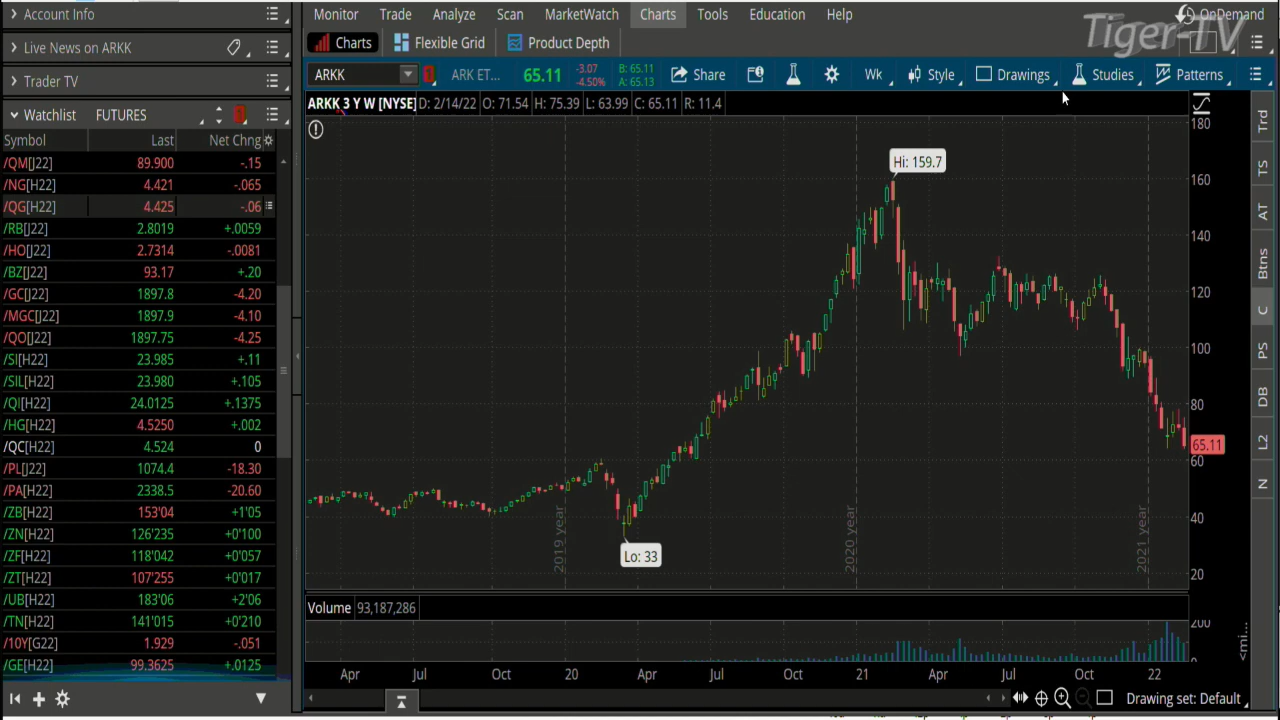 Account Info
Live News on ARKK
Trader TV
Watchlist FUTURES
Symbol Last Net Chng
/QM[J22] 89.900 -.15
/NG[H22] 4.421 -.065
/QG[H22] 4.425 -.06
/RB[J22] 2.8019 +.0059
/HO[J22] 2.7314 -.0081
/BZ[J22] 93.17 +.20
/GC[J22] 1897.8 -4.20
/MGC[J22] 1897.9 -4.10
/QO[J22] 1897.75 -4.25
/SI[H22] 23.985 +.11
/SIL[H22] 23.980 +.105
/QI[H22] 24.0125 +.1375
/HG[H22] 4.5250 +.002
/QC[H22] 4.524 0
/PL[J22] 1074.4 -18.30
/PA[H22] 2338.5 -20.60
/ZB[H22] 153'04 +1'05
/ZN[H22] 126'235 +0'100
/ZF[H22] 118'042 +0'057
/ZT[H22] 107'255 +0'017
/UB[H22] 183'06 +2'06
/TN[H22] 141'015 +0'210
/10Y[G22] 1.929 -.051
/GE[H22] 99.3625 +.0125
Monitor Trade Analyze Scan MarketWatch Charts Tools Education Help
OnDemand
Tiger-TV
Charts Flexible Grid Product Depth
ARKK 1 ARK ET... 65.11 -3.07 -4.50% B: 65.11 A: 65.13 Share Wk Style Drawings Studies Patterns
ARKK 3 Y W [NYSE] D: 2/14/22 O: 71.54 H: 75.39 L: 63.99 C: 65.11 R: 11.4
Hi: 159.7
Lo: 33
2019 year
2020 year
2021 year
180
160
140
120
100
80
65.11
60
40
20
Volume 93,187,286
200
0
<mi...
Apr Jul Oct 20 Apr Jul Oct 21 Apr Jul Oct 22
Drawing set: Default
Trd
TS
AT
Btns
C
PS
DB
L2
N